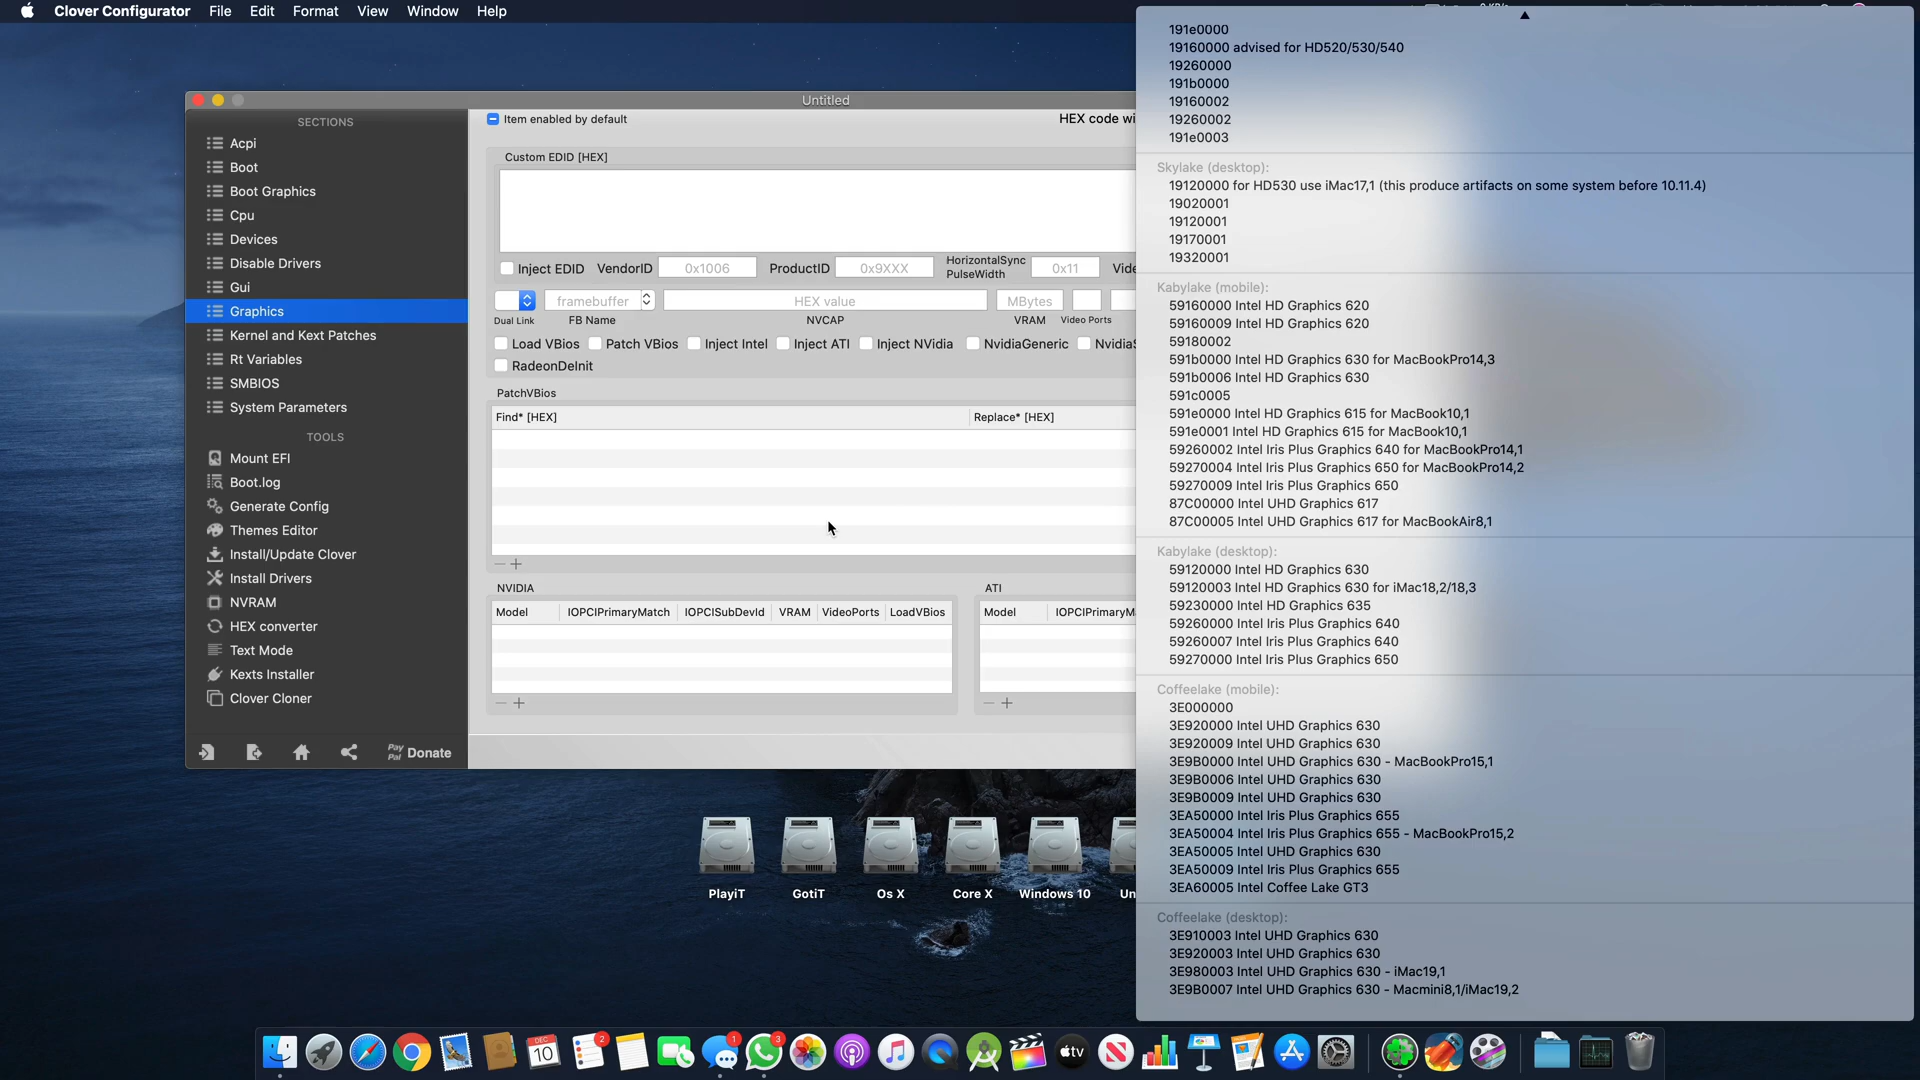 Clover Configurator File Edit Format View Window Help
Untitled
SECTIONS
Acpi
Boot
Boot Graphics
Cpu
Devices
Disable Drivers
Gui
Graphics
Kernel and Kext Patches
Rt Variables
SMBIOS
System Parameters
TOOLS
Mount EFI
Boot.log
Generate Config
Themes Editor
Install/Update Clover
Install Drivers
NVRAM
HEX converter
Text Mode
Kexts Installer
Clover Cloner
Pay Pal Donate
Item enabled by default
HEX code wi
Custom EDID [HEX]
Inject EDID VendorID 0x1006 ProductID 0x9XXX HorizontalSync PulseWidth 0x11 Vide
framebuffer HEX value MBytes
Dual Link FB Name NVCAP VRAM Video Ports
Load VBios Patch VBios Inject Intel Inject ATI Inject NVidia NvidiaGeneric NvidiaS
RadeonDeInit
PatchVBios
Find* [HEX] Replace* [HEX]
NVIDIA
Model IOPCIPrimaryMatch IOPCISubDevId VRAM VideoPorts LoadVBios
ATI
Model IOPCIPrimaryM
191e0000
19160000 advised for HD520/530/540
19260000
191b0000
19160002
19260002
191e0003
Skylake (desktop):
19120000 for HD530 use iMac17,1 (this produce artifacts on some system before 10.11.4)
19020001
19120001
19170001
19320001
Kabylake (mobile):
59160000 Intel HD Graphics 620
59160009 Intel HD Graphics 620
59180002
591b0000 Intel HD Graphics 630 for MacBookPro14,3
591b0006 Intel HD Graphics 630
591c0005
591e0000 Intel HD Graphics 615 for MacBook10,1
591e0001 Intel HD Graphics 615 for MacBook10,1
59260002 Intel Iris Plus Graphics 640 for MacBookPro14,1
59270004 Intel Iris Plus Graphics 650 for MacBookPro14,2
59270009 Intel Iris Plus Graphics 650
87C00000 Intel UHD Graphics 617
87C00005 Intel UHD Graphics 617 for MacBookAir8,1
Kabylake (desktop):
59120000 Intel HD Graphics 630
59120003 Intel HD Graphics 630 for iMac18,2/18,3
59230000 Intel HD Graphics 635
59260000 Intel Iris Plus Graphics 640
59260007 Intel Iris Plus Graphics 640
59270000 Intel Iris Plus Graphics 650
Coffeelake (mobile):
3E000000
3E920000 Intel UHD Graphics 630
3E920009 Intel UHD Graphics 630
3E9B0000 Intel UHD Graphics 630 - MacBookPro15,1
3E9B0006 Intel UHD Graphics 630
3E9B0009 Intel UHD Graphics 630
3EA50000 Intel Iris Plus Graphics 655
3EA50004 Intel Iris Plus Graphics 655 - MacBookPro15,2
3EA50005 Intel UHD Graphics 630
3EA50009 Intel Iris Plus Graphics 655
3EA60005 Intel Coffee Lake GT3
Coffeelake (desktop):
3E910003 Intel UHD Graphics 630
3E920003 Intel UHD Graphics 630
3E980003 Intel UHD Graphics 630 - iMac19,1
3E9B0007 Intel UHD Graphics 630 - Macmini8,1/iMac19,2
PlayiT GotiT Os X Core X Windows 10 Un
DEC 10 2 1 3 tv